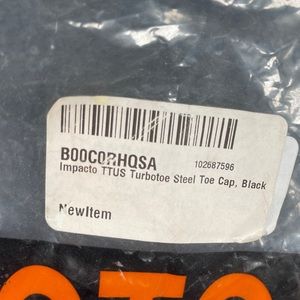 B00C0RHQSA 102687596
Impacto TTUS Turbotoe Steel Toe Cap, Black
NewItem